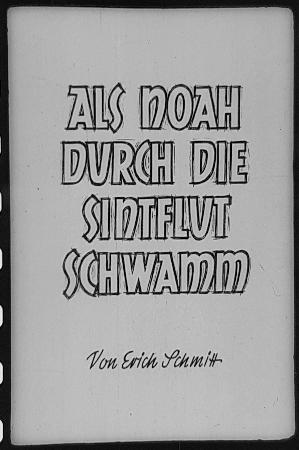 ALS NOAH
DURCH DIE
SINTFLUT
SCHWAMM
Von Erich Schmitt